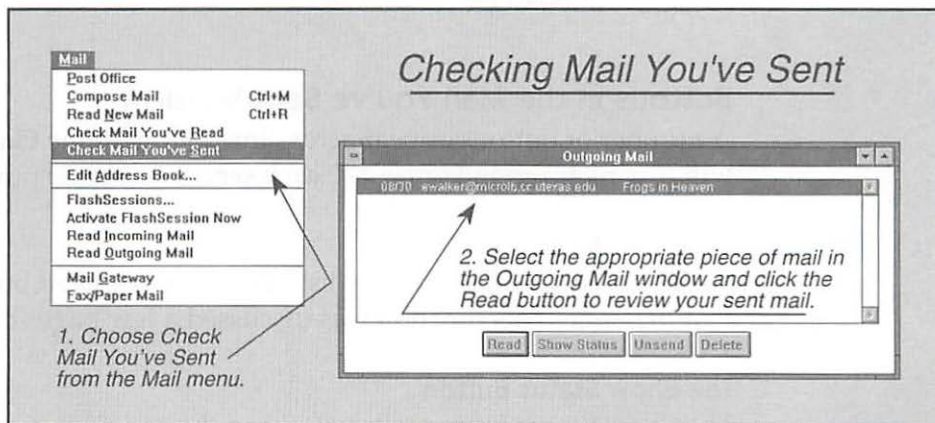 Checking Mail You've Sent
Mail
Post Office
Compose Mail Ctrl+M
Read New Mail Ctrl+R
Check Mail You've Read
Check Mail You've Sent
Edit Address Book...
FlashSessions...
Activate FlashSession Now
Read Incoming Mail
Read Outgoing Mail
Mail Gateway
Fax/Paper Mail
1. Choose Check
Mail You've Sent
from the Mail menu.
Outgoing Mail
08/30 ewalker@microlb.cc.utexas.edu Frogs in Heaven
2. Select the appropriate piece of mail in
the Outgoing Mail window and click the
Read button to review your sent mail.
Read Show Status Unsend Delete